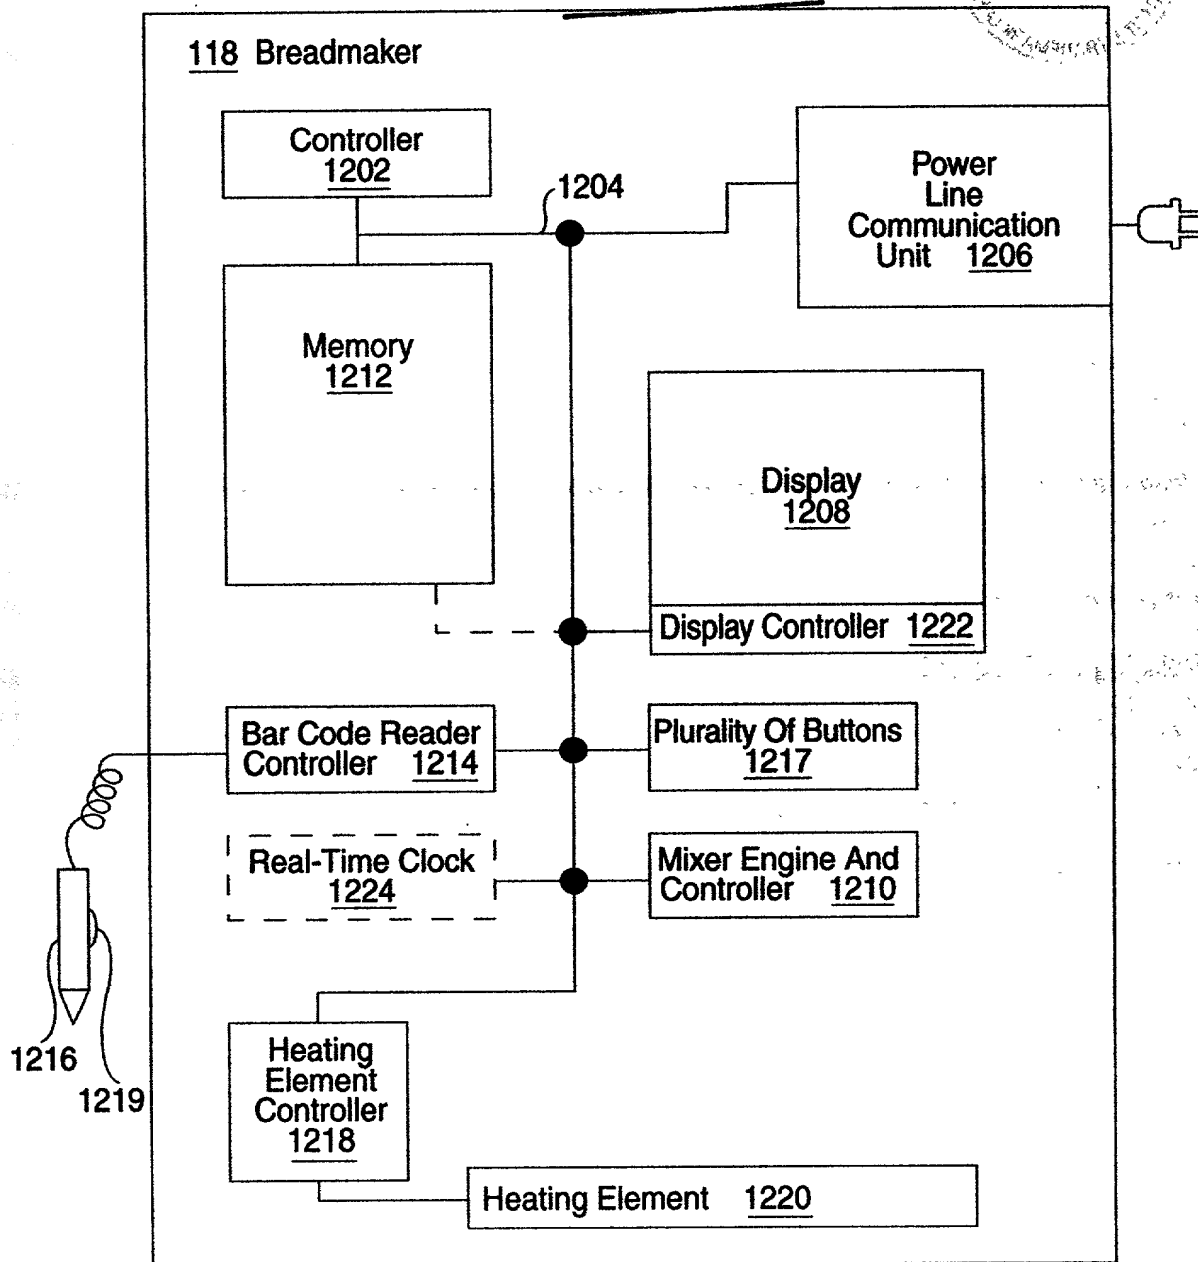 118 Breadmaker
Controller
1202
1204
Power
Line
Communication
Unit 1206
Memory
1212
Display
1208
Display Controller 1222
Bar Code Reader
Controller 1214
Plurality Of Buttons
1217
Real-Time Clock
1224
Mixer Engine And
Controller 1210
1216
1219
Heating
Element
Controller
1218
Heating Element 1220